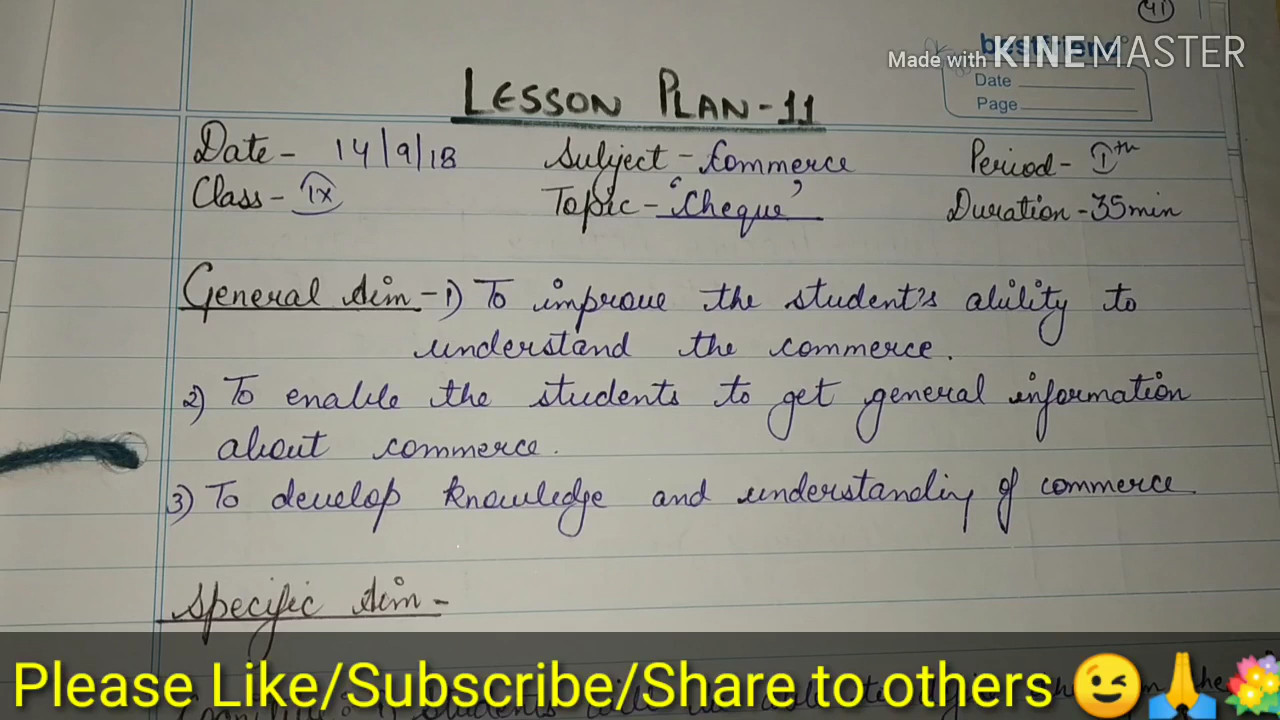 41
bestfriend
Made with KINEMASTER
Date
Page
LESSON PLAN-11
Date - 14/9/18 Subject - Commerce Period - Ith
Class - IX Topic - 'Cheque' Duration - 35min
General Aim - 1) To improve the student's ability to
understand the commerce.
2) To enable the students to get general information
about commerce.
3) To develop knowledge and understanding of commerce.
Specific Aim -
Please Like/Subscribe/Share to others 😉🙏💐